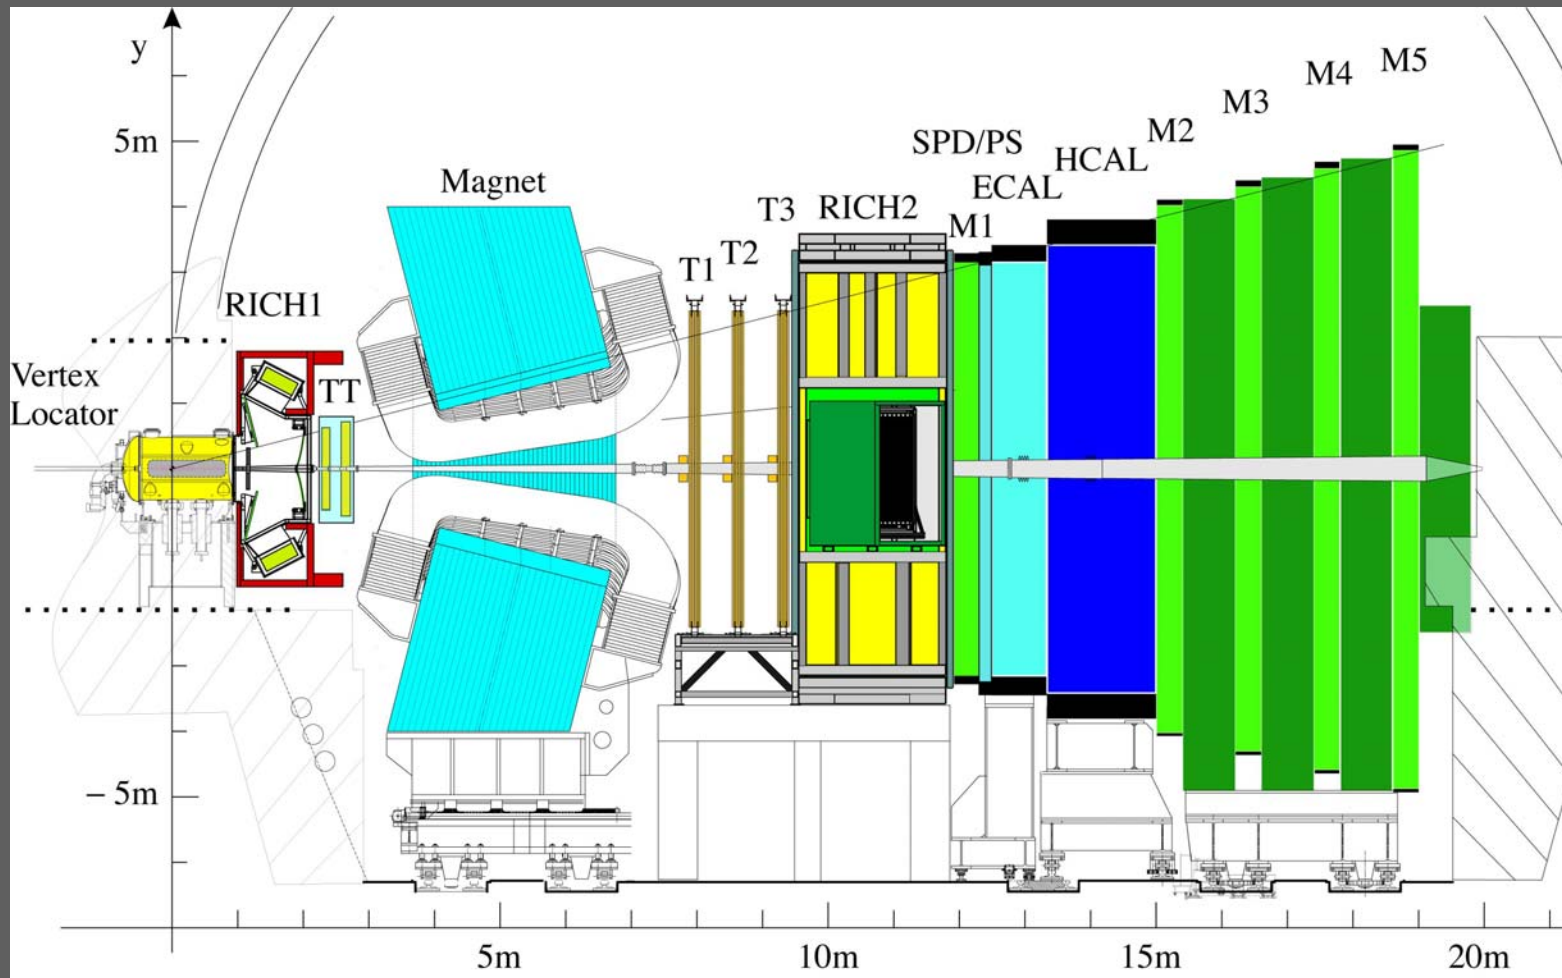 y
5m
Magnet
RICH1
Vertex
Locator
TT
T1
T2
T3
RICH2
M1
SPD/PS
ECAL
HCAL
M2
M3
M4
M5
− 5m
5m
10m
15m
20m